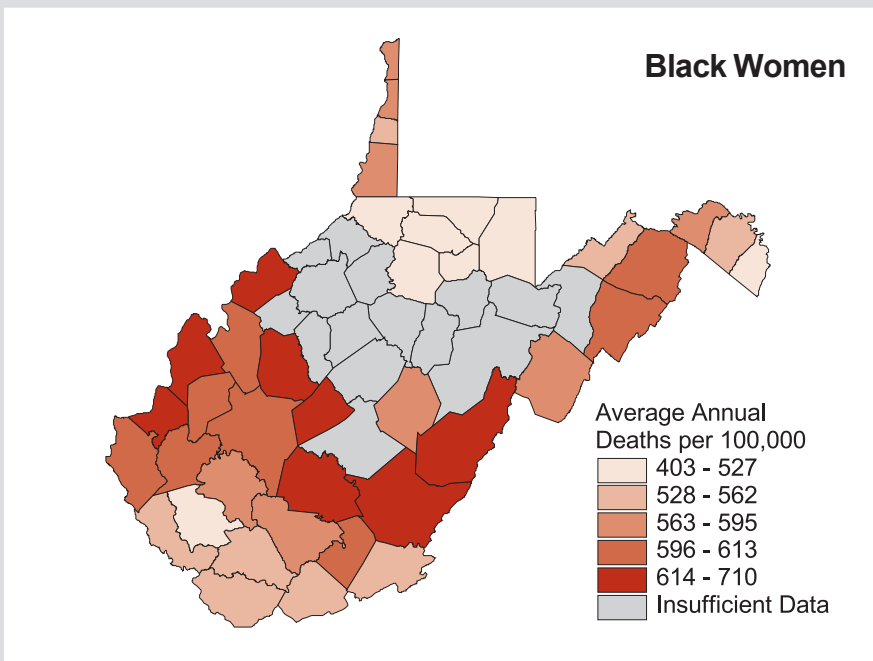 Black Women
Average Annual
Deaths per 100,000
403 - 527
528 - 562
563 - 595
596 - 613
614 - 710
Insufficient Data